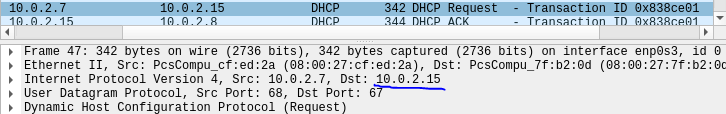 10.0.2.7 10.0.2.15 DHCP 342 DHCP Request - Transaction ID 0x838ce01
10.0.2.15 10.0.2.8 DHCP 344 DHCP ACK - Transaction ID 0x838ce01
Frame 47: 342 bytes on wire (2736 bits), 342 bytes captured (2736 bits) on interface enp0s3, id 0
Ethernet II, Src: PcsCompu_cf:ed:2a (08:00:27:cf:ed:2a), Dst: PcsCompu_7f:b2:0d (08:00:27:7f:b2:0d
Internet Protocol Version 4, Src: 10.0.2.7, Dst: 10.0.2.15
User Datagram Protocol, Src Port: 68, Dst Port: 67
Dynamic Host Configuration Protocol (Request)